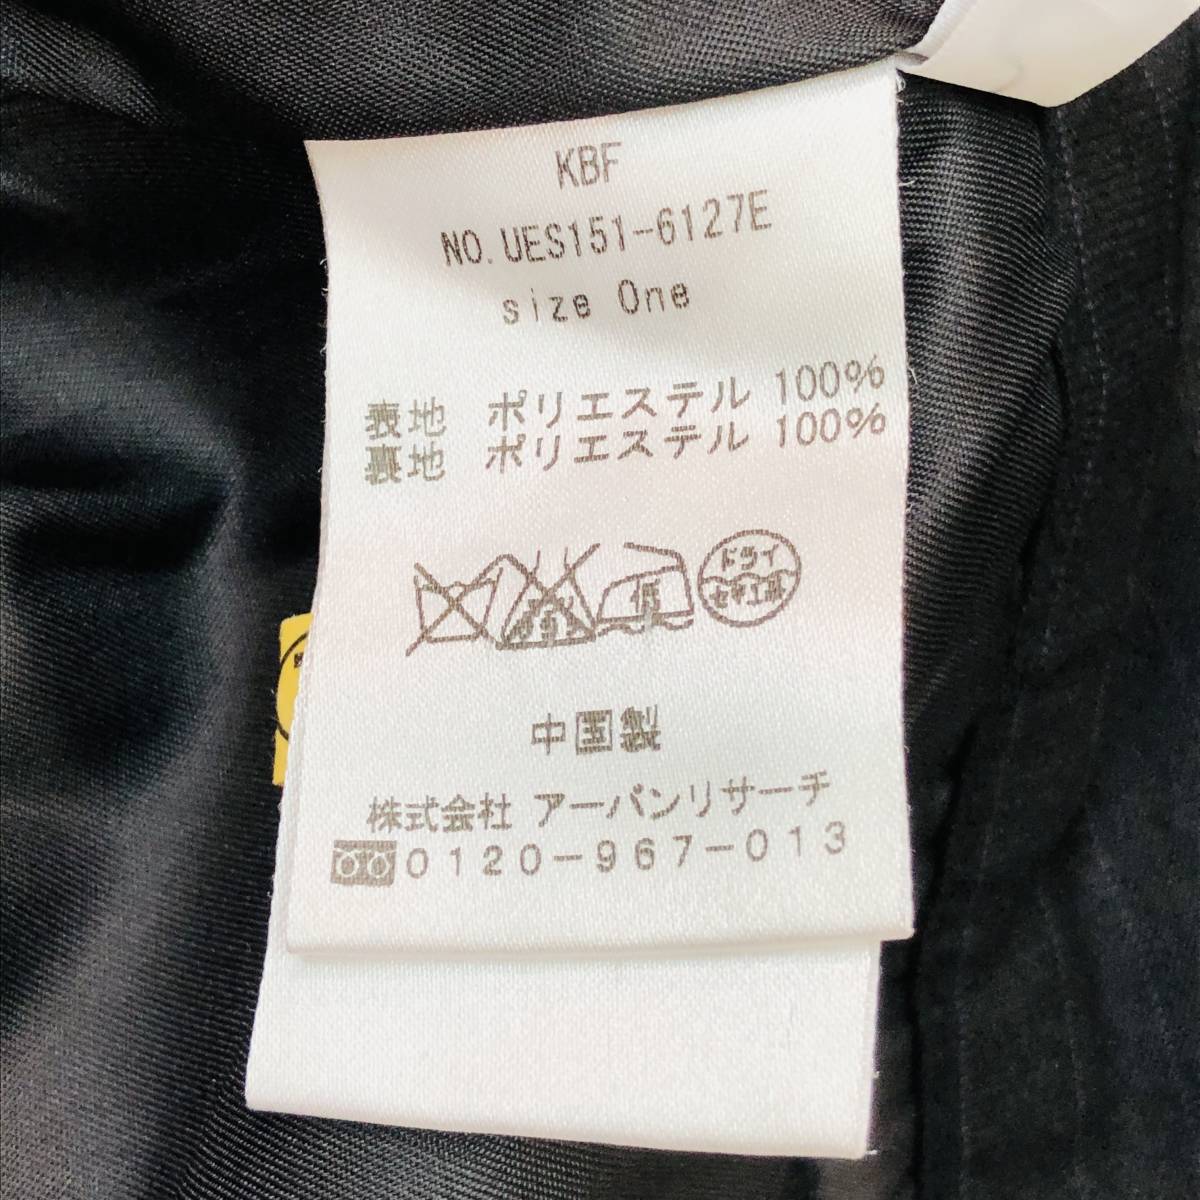 KBF
NO.UES151-6127E
size One
表地 ポリエステル 100%
裏地 ポリエステル 100%
低
ドライ
セキユ系
中国製
株式会社 アーバンリサーチ
0120-967-013